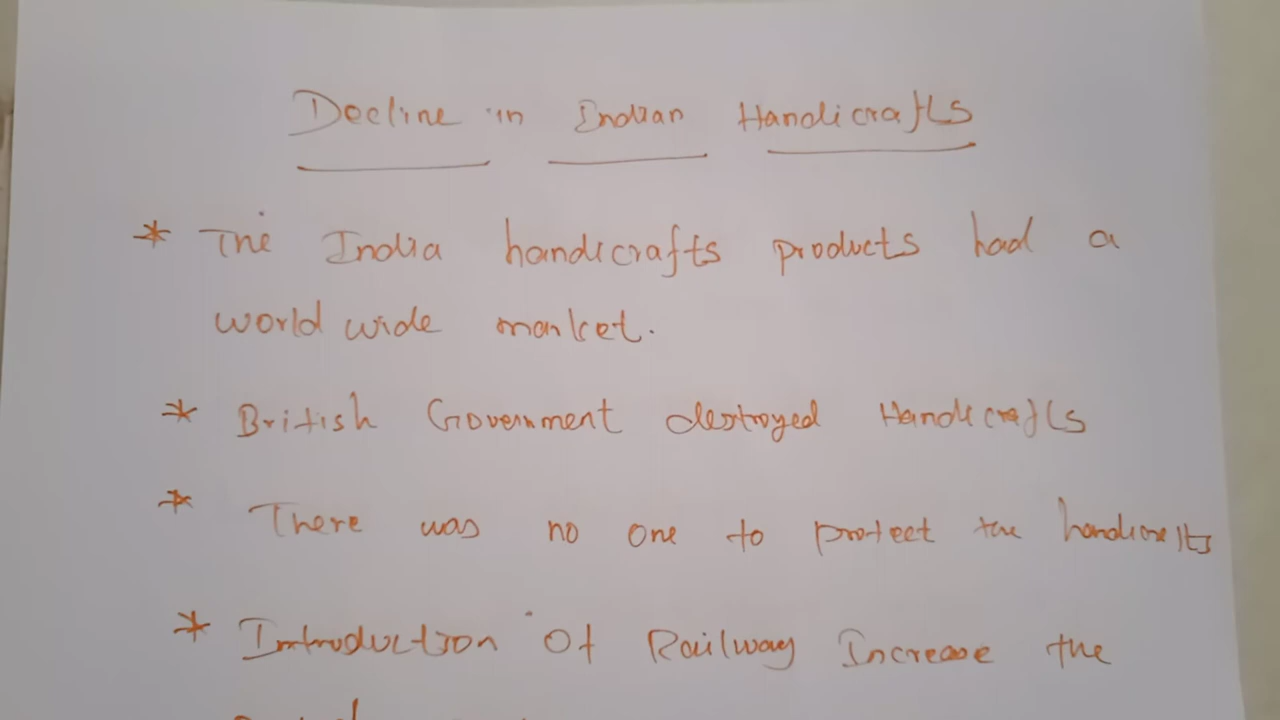 Decline in Indian Handicrafts
* The India handicrafts products had a
world wide market.
* British Government destroyed Handicrafts
* There was no one to protect the handicrafts
* Introduction of Railway Increase the